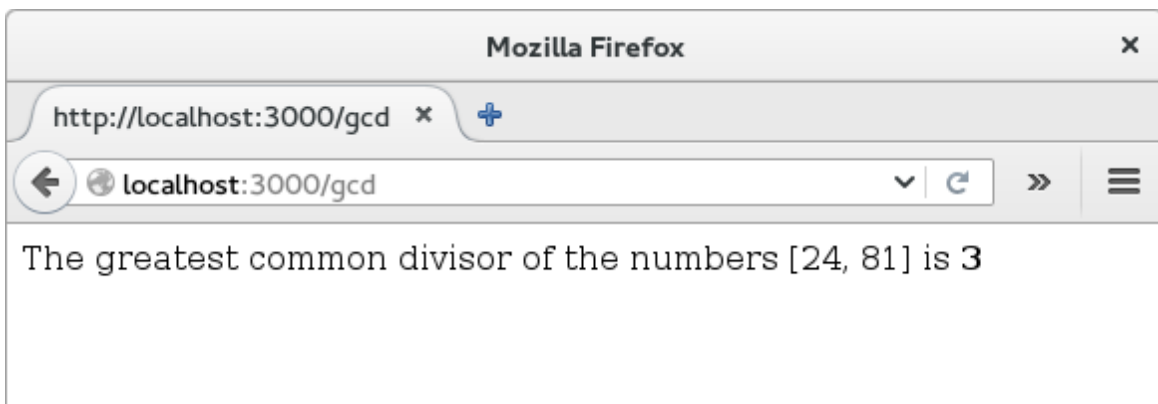 Mozilla Firefox
http://localhost:3000/gcd
localhost:3000/gcd
The greatest common divisor of the numbers [24, 81] is 3